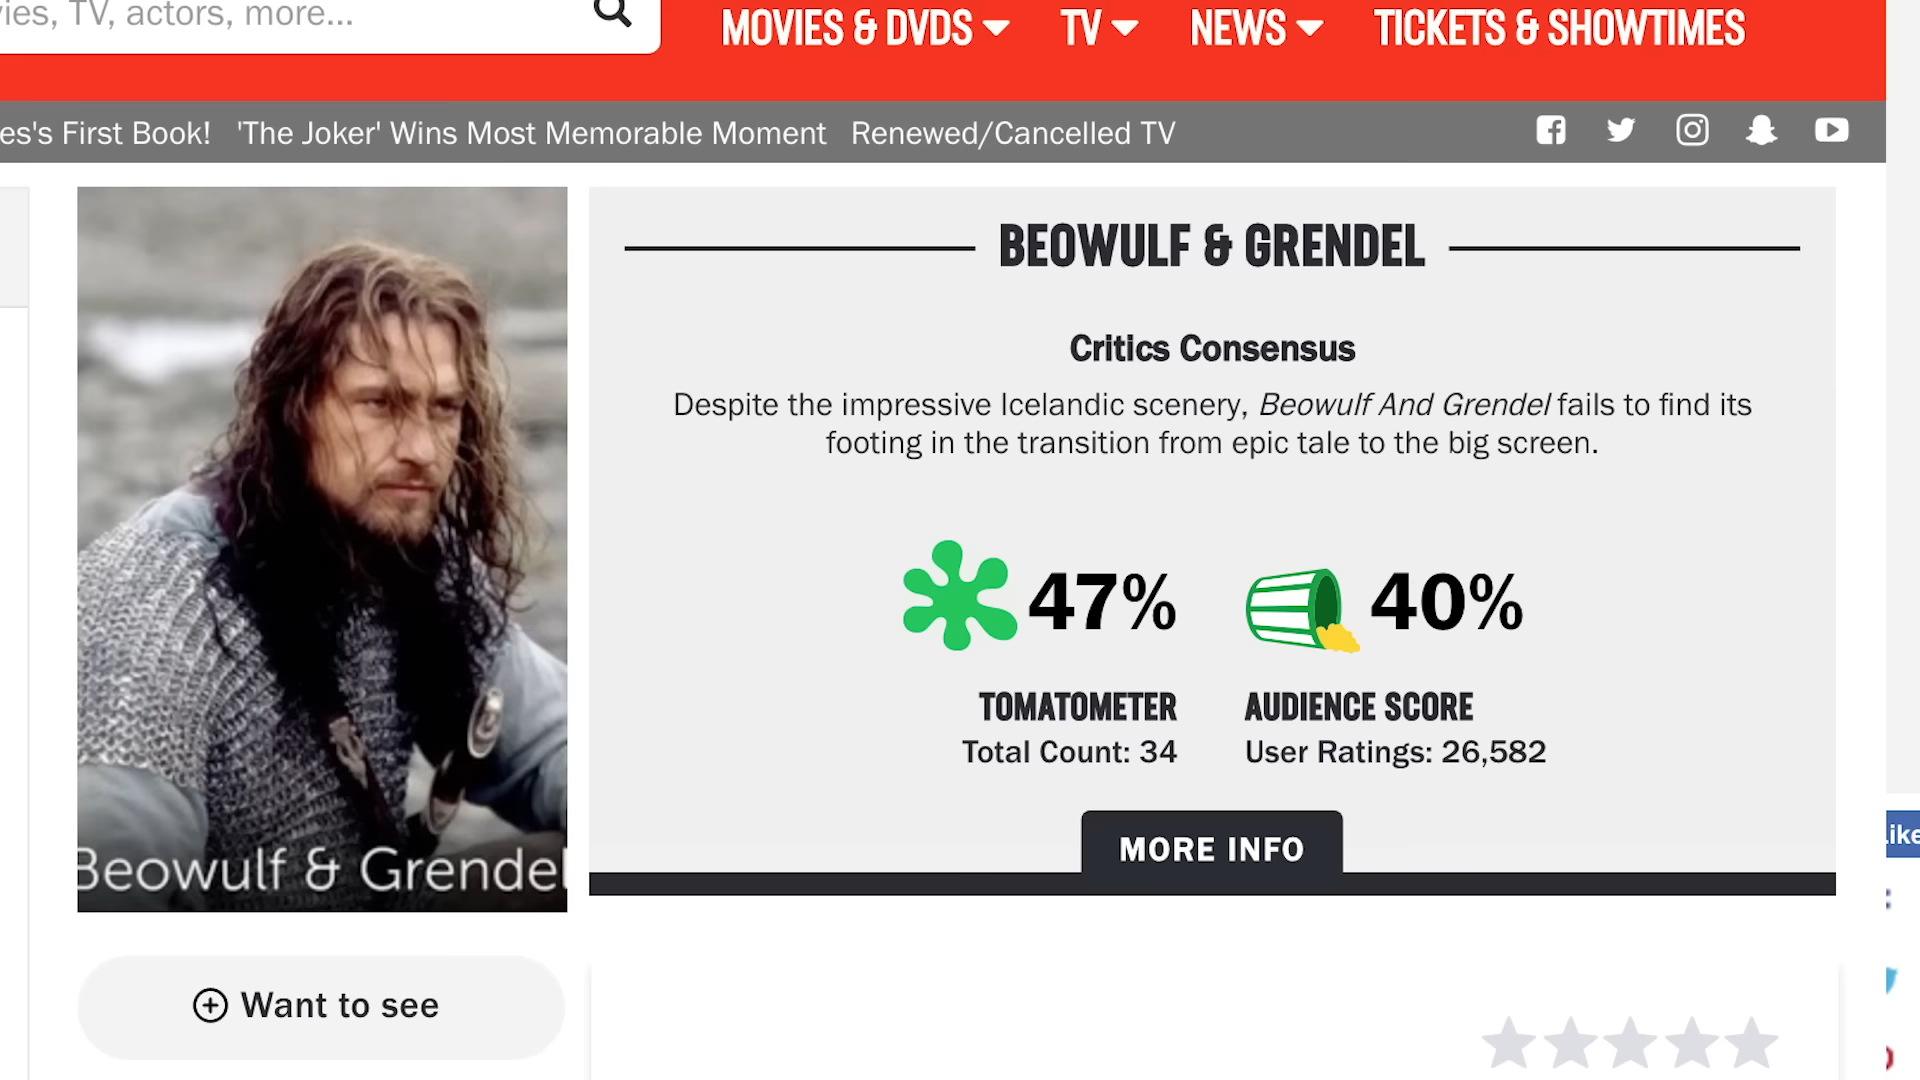 ies, TV, actors, more...
MOVIES & DVDS TV NEWS TICKETS & SHOWTIMES
es's First Book! 'The Joker' Wins Most Memorable Moment Renewed/Cancelled TV
BEOWULF & GRENDEL
Critics Consensus
Despite the impressive Icelandic scenery, Beowulf And Grendel fails to find its
footing in the transition from epic tale to the big screen.
47% 40%
TOMATOMETER AUDIENCE SCORE
Total Count: 34 User Ratings: 26,582
MORE INFO
Beowulf & Grendel
Want to see
ike